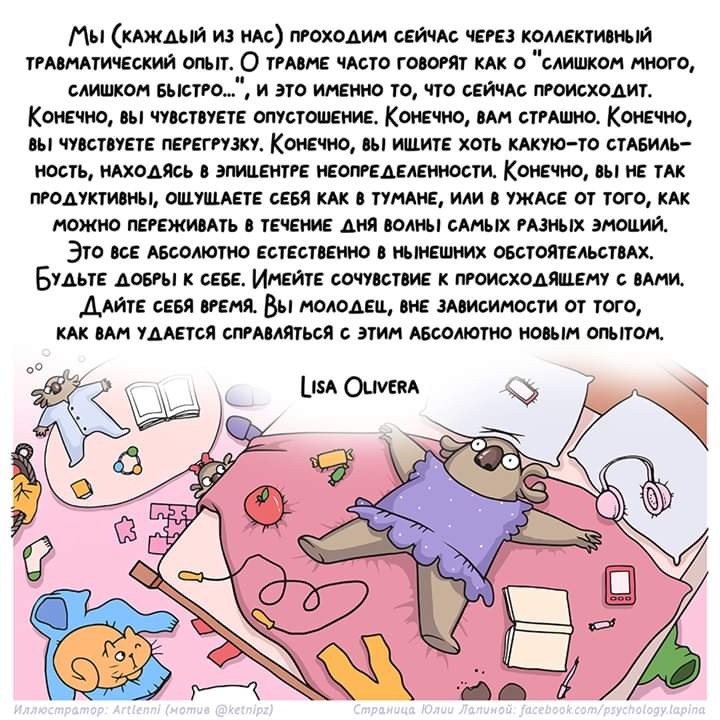 Мы (каждый из нас) проходим сейчас через коллективный
травматический опыт. О травме часто говорят как о "слишком много,
слишком быстро...", и это именно то, что сейчас происходит.
Конечно, вы чувствуете опустошение. Конечно, вам страшно. Конечно,
вы чувствуете перегрузку. Конечно, вы ищите хоть какую-то стабиль-
ность, находясь в эпицентре неопределенности. Конечно, вы не так
продуктивны, ощущаете себя как в тумане, или в ужасе от того, как
можно переживать в течение дня волны самых разных эмоций.
Это все абсолютно естественно в нынешних обстоятельствах.
Будьте добры к себе. Имейте сочувствие к происходящему с вами.
Дайте себя время. Вы молодец, вне зависимости от того,
как вам удается справляться с этим абсолютно новым опытом.
Lisa Olivera
Иллюстратор: Artlenni (мотив @ketnipz)
Страница Юлии Лапиной: facebook.com/psychology.lapina